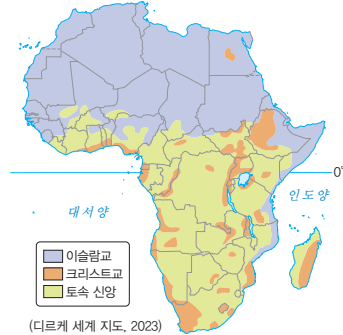 0°
인도양
대서양
이슬람교
크리스트교
토속 신앙
(디르케 세계 지도, 2023)